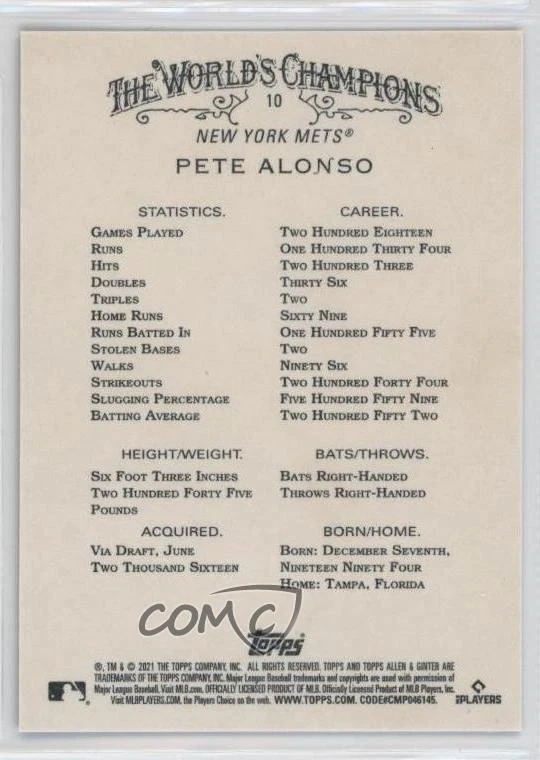 THE WORLD'S CHAMPIONS
10
NEW YORK METS®
PETE ALONSO
STATISTICS. CAREER.
GAMES PLAYED TWO HUNDRED EIGHTEEN
RUNS ONE HUNDRED THIRTY FOUR
HITS TWO HUNDRED THREE
DOUBLES THIRTY SIX
TRIPLES TWO
HOME RUNS SIXTY NINE
RUNS BATTED IN ONE HUNDRED FIFTY FIVE
STOLEN BASES TWO
WALKS NINETY SIX
STRIKEOUTS TWO HUNDRED FORTY FOUR
SLUGGING PERCENTAGE FIVE HUNDRED FIFTY NINE
BATTING AVERAGE TWO HUNDRED FIFTY TWO
HEIGHT/WEIGHT.
SIX FOOT THREE INCHES
TWO HUNDRED FORTY FIVE
POUNDS
BATS/THROWS.
BATS RIGHT-HANDED
THROWS RIGHT-HANDED
ACQUIRED.
VIA DRAFT, JUNE
TWO THOUSAND SIXTEEN
BORN/HOME.
BORN: DECEMBER SEVENTH,
NINETEEN NINETY FOUR
HOME: TAMPA, FLORIDA
COMC
Topps
®, TM & © 2021 THE TOPPS COMPANY, INC. ALL RIGHTS RESERVED. TOPPS AND TOPPS ALLEN & GINTER ARE
TRADEMARKS OF THE TOPPS COMPANY, INC. Major League Baseball trademarks and copyrights are used with permission of
Major League Baseball. Visit MLB.com. OFFICIALLY LICENSED PRODUCT OF MLB. Officially Licensed Product of MLB Players, Inc.
Visit MLBPLAYERS.com, the Players Choice on the web. WWW.TOPPS.COM. CODE#CMP046145.
PLAYERS